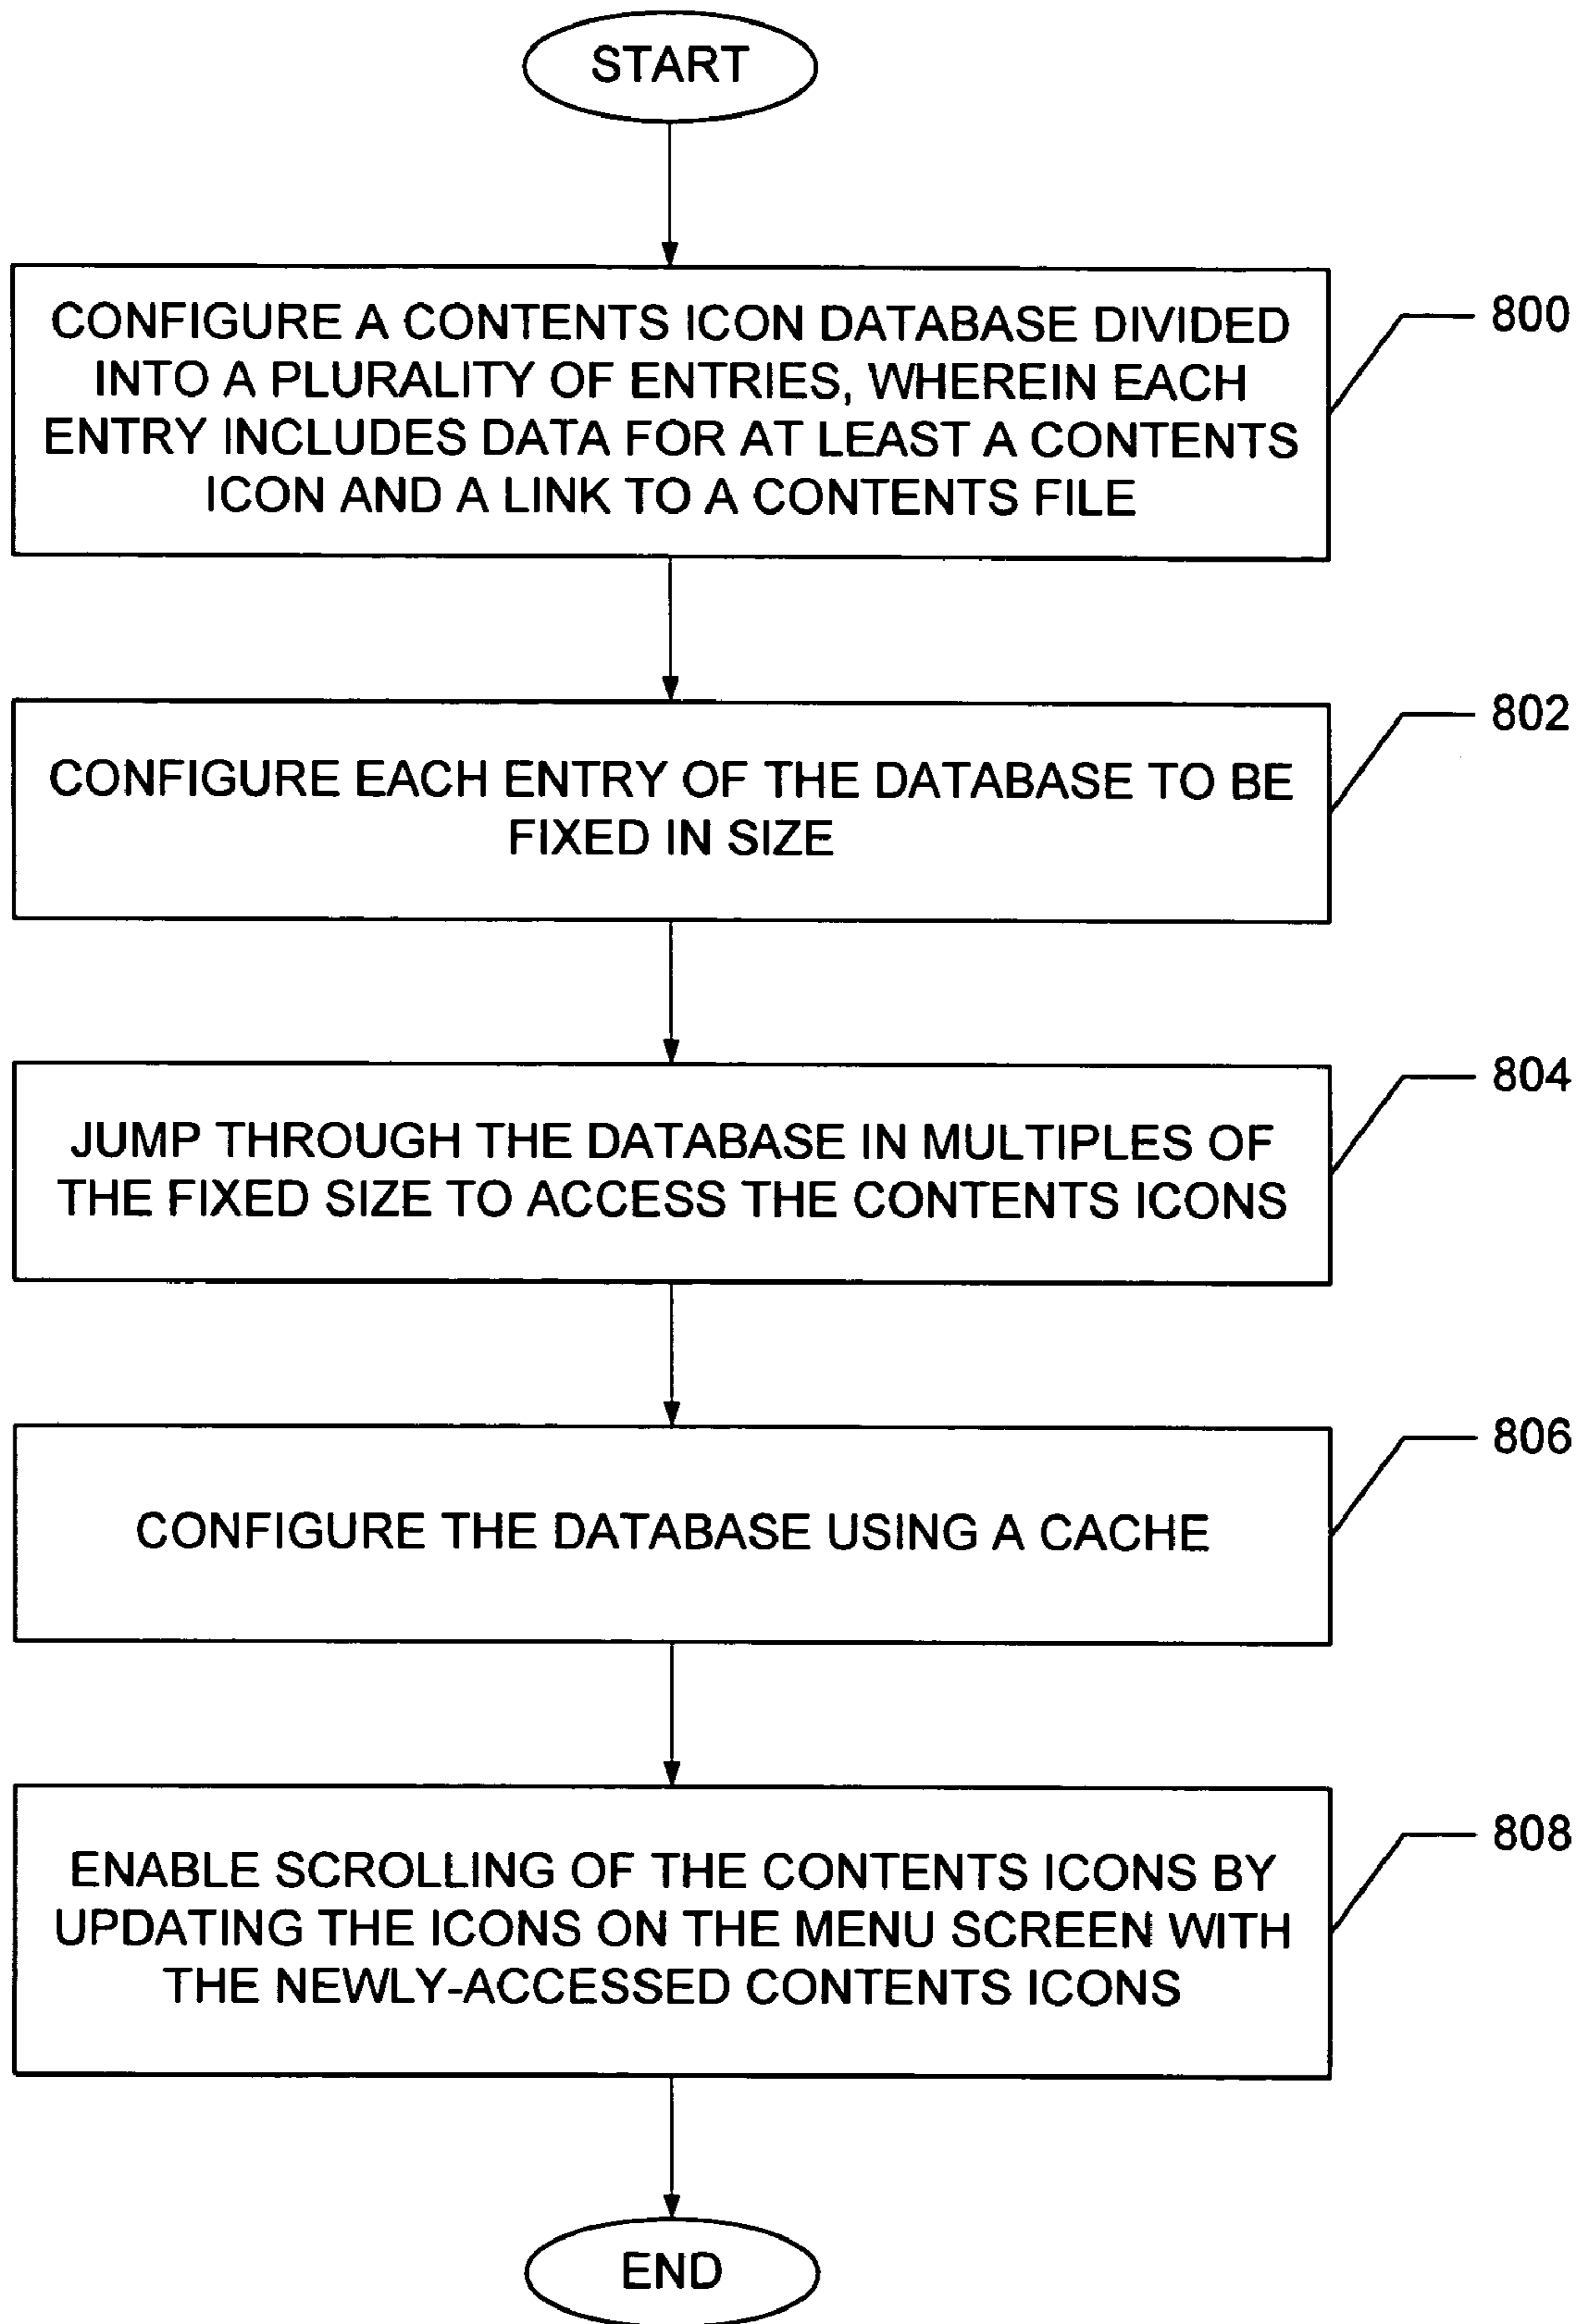 START
CONFIGURE A CONTENTS ICON DATABASE DIVIDED
INTO A PLURALITY OF ENTRIES, WHEREIN EACH
ENTRY INCLUDES DATA FOR AT LEAST A CONTENTS
ICON AND A LINK TO A CONTENTS FILE
800
CONFIGURE EACH ENTRY OF THE DATABASE TO BE
FIXED IN SIZE
802
JUMP THROUGH THE DATABASE IN MULTIPLES OF
THE FIXED SIZE TO ACCESS THE CONTENTS ICONS
804
CONFIGURE THE DATABASE USING A CACHE
806
ENABLE SCROLLING OF THE CONTENTS ICONS BY
UPDATING THE ICONS ON THE MENU SCREEN WITH
THE NEWLY-ACCESSED CONTENTS ICONS
808
END